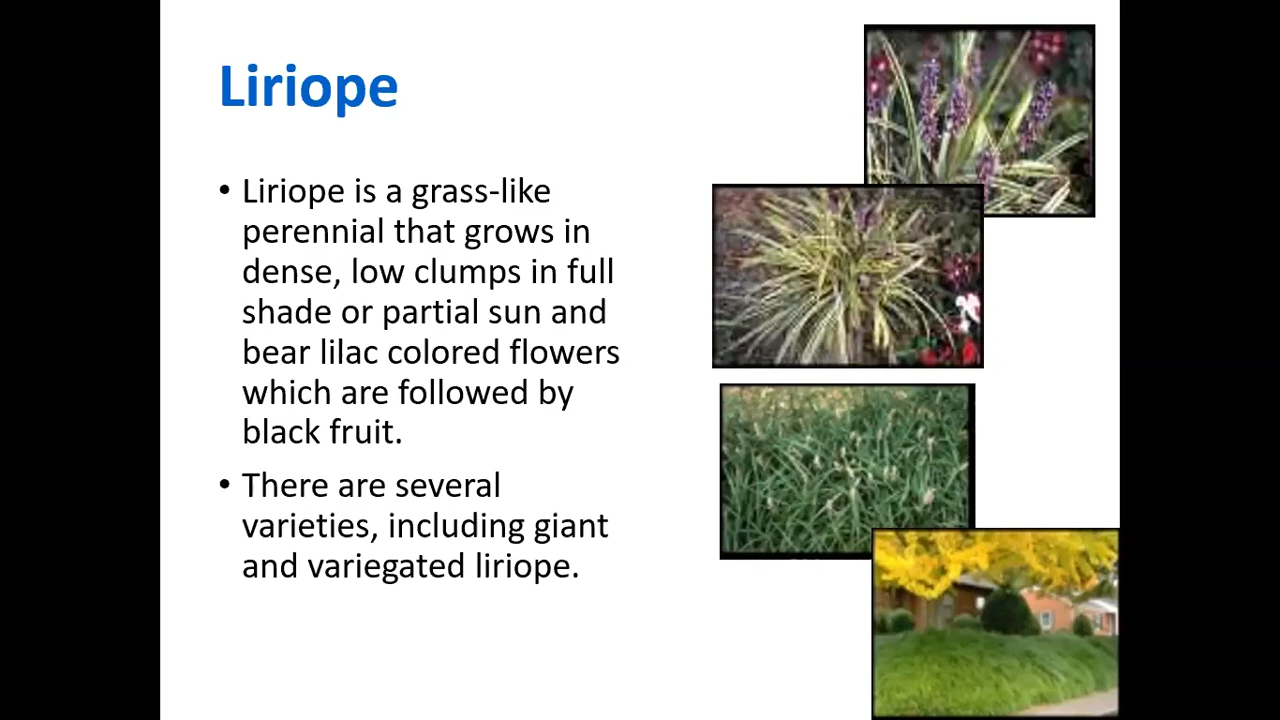 Liriope
• Liriope is a grass-like
perennial that grows in
dense, low clumps in full
shade or partial sun and
bear lilac colored flowers
which are followed by
black fruit.
• There are several
varieties, including giant
and variegated liriope.